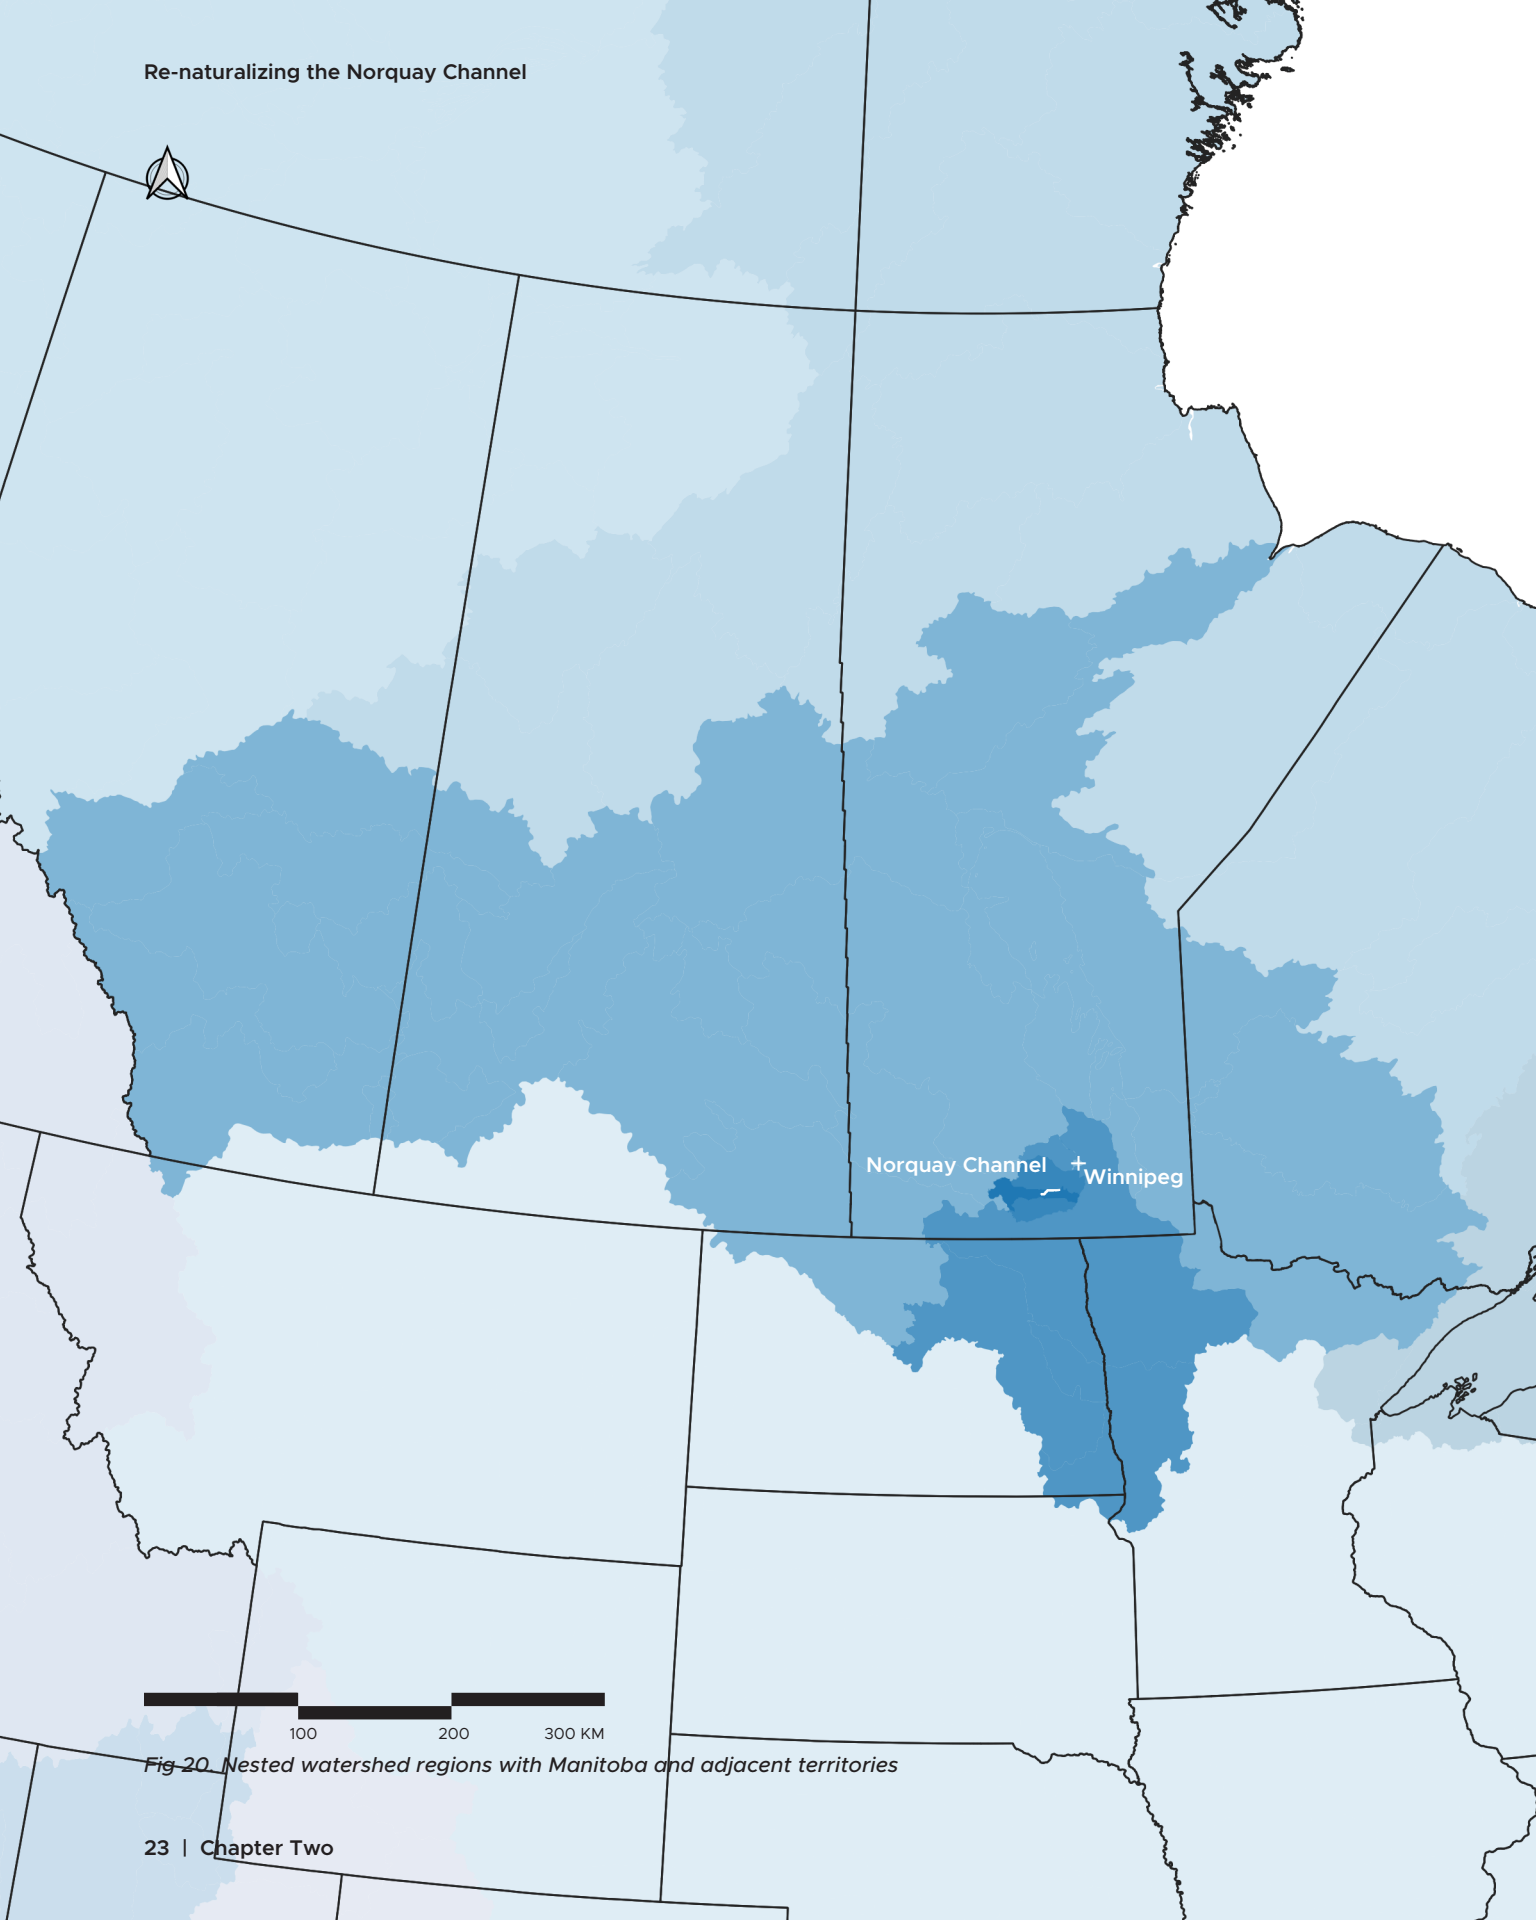 Re-naturalizing the Norquay Channel
Norquay Channel
Winnipeg
100 200 300 KM
Fig 20. Nested watershed regions with Manitoba and adjacent territories
23 | Chapter Two